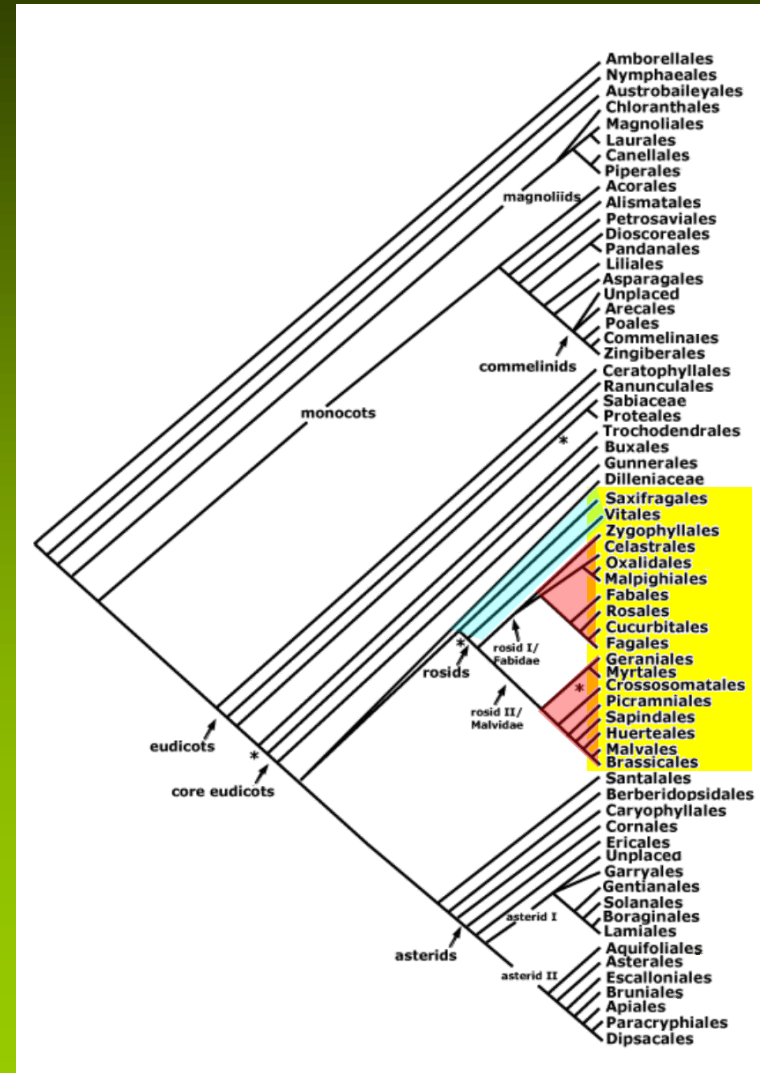 Amborellales
Nymphaeales
Austrobaileyales
Chloranthales
Magnoliales
Laurales
Canellales
Piperales
magnoliids
Acorales
Alismatales
Petrosaviales
Dioscoreales
Pandanales
Liliales
Asparagales
Unplaced
Arecales
Poales
Commelinales
Zingiberales
commelinids
Ceratophyllales
Ranunculales
Sabiaceae
Proteales
monocots
Trochodendrales
*
Buxales
Gunnerales
Dilleniaceae
Saxifragales
Vitales
Zygophyllales
Celastrales
Oxalidales
Malpighiales
Fabales
Rosales
Cucurbitales
Fagales
*
rosid I/
Fabidae
rosids
Geraniales
Myrtales
*
Crossosomatales
Picramniales
Sapindales
Huerteales
Malvales
Brassicales
rosid II/
Malvidae
eudicots
*
core eudicots
Santalales
Berberidopsidales
Caryophyllales
Cornales
Ericales
Unplaced
Garryales
Gentianales
Solanales
Boraginales
Lamiales
asterid I
asterids
Aquifoliales
Asterales
Escalloniales
Bruniales
Apiales
Paracryphiales
Dipsacales
asterid II